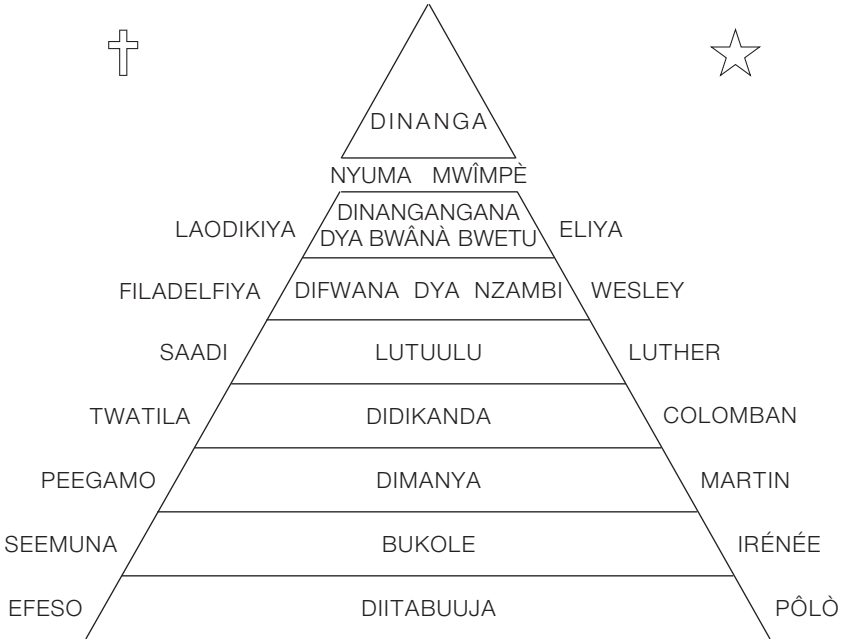 DINANGA
NYUMA MWÎMPÈ
LAODIKIYA DINANGANGANA DYA BWÂNÀ BWETU ELIYA
FILADELFIYA DIFWANA DYA NZAMBI WESLEY
SAADI LUTUULU LUTHER
TWATILA DIDIKANDA COLOMBAN
PEEGAMO DIMANYA MARTIN
SEEMUNA BUKOLE IRÉNÉE
EFESO DIITABUUJA PÔLÒ